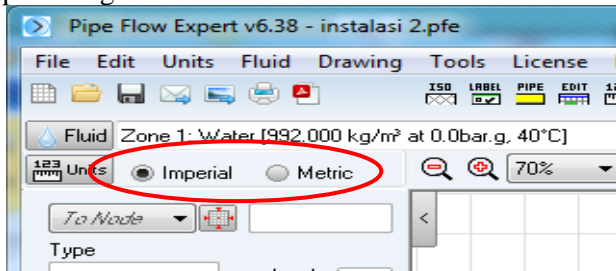 Pipe Flow Expert v6.38 - instalasi 2.pfe
File Edit Units Fluid Drawing Tools License
ISO LABEL PIPE EDIT
Fluid Zone 1: Water [992.000 kg/m³ at 0.0bar.g, 40°C]
123 Units Imperial Metric 70%
To Node <
Type